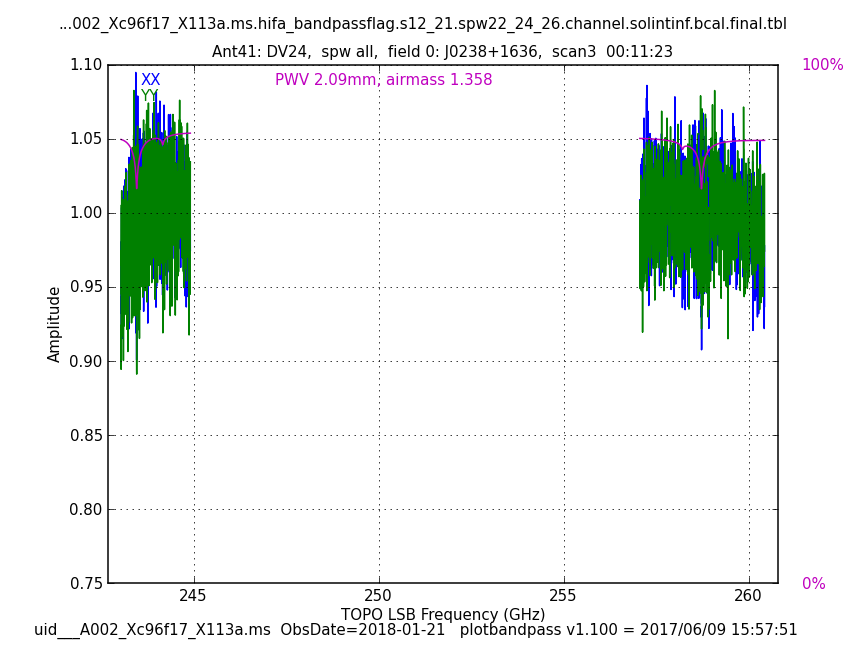 ...002_Xc96f17_X113a.ms.hifa_bandpassflag.s12_21.spw22_24_26.channel.solintinf.bcal.final.tbl
Ant41: DV24, spw all, field 0: J0238+1636, scan3 00:11:23
1.10
100%
XX
PWV 2.09mm, airmass 1.358
YY
1.05
1.00
0.95
Amplitude
0.90
0.85
0.80
0.75
0%
245
250
255
260
TOPO LSB Frequency (GHz)
uid___A002_Xc96f17_X113a.ms ObsDate=2018-01-21 plotbandpass v1.100 = 2017/06/09 15:57:51